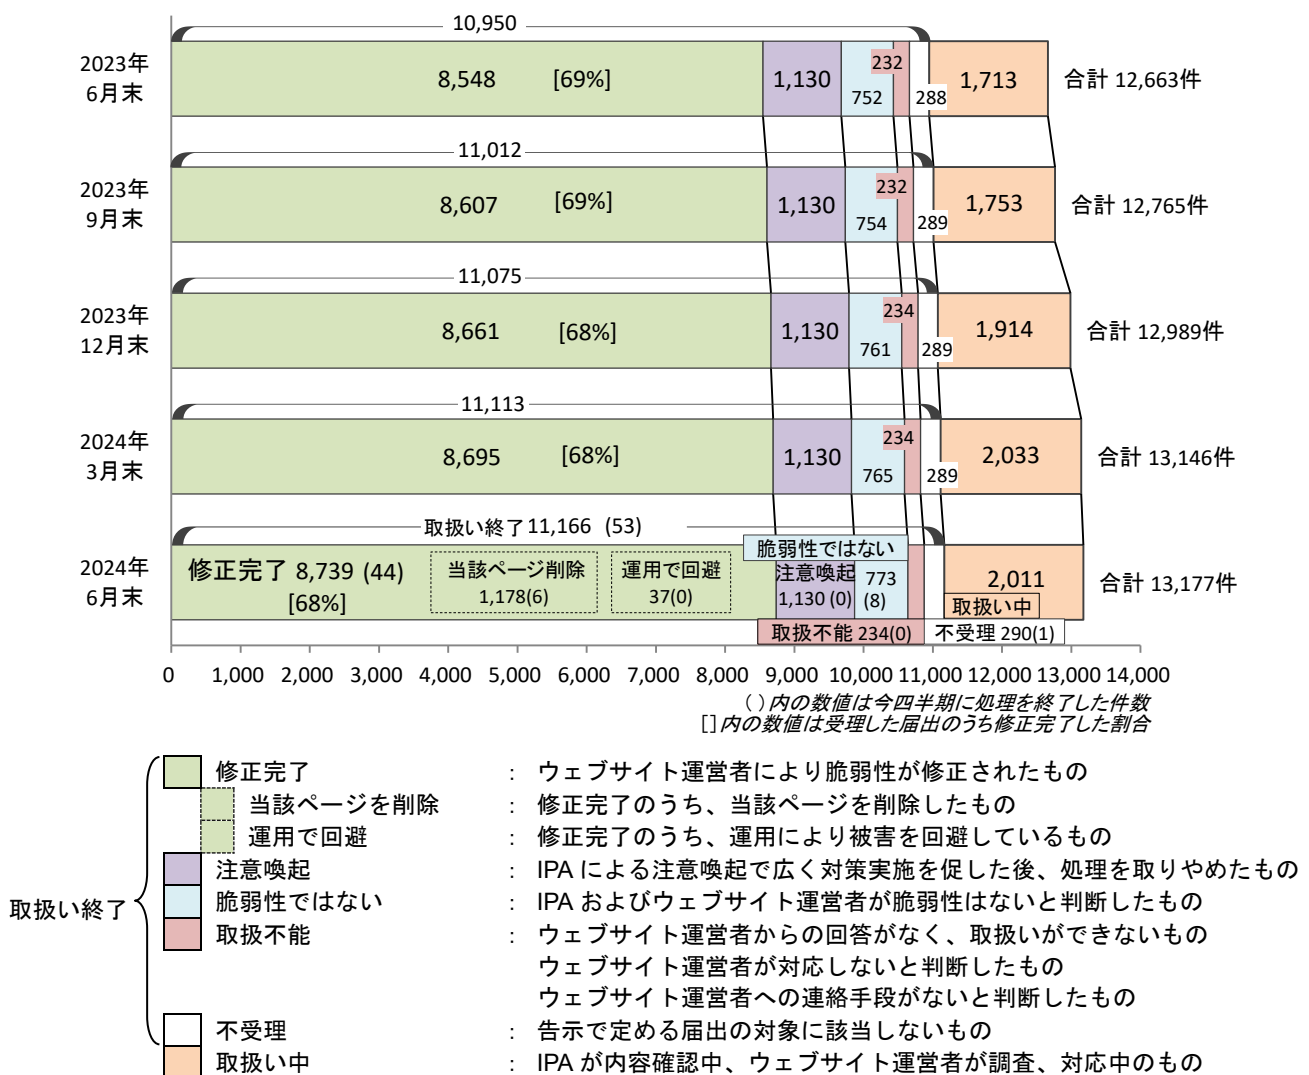 10,950
2023年
6月末
8,548 [69%] 1,130 752 232 288 1,713 合計 12,663件
11,012
2023年
9月末
8,607 [69%] 1,130 754 232 289 1,753 合計 12,765件
11,075
2023年
12月末
8,661 [68%] 1,130 761 234 289 1,914 合計 12,989件
11,113
2024年
3月末
8,695 [68%] 1,130 765 234 289 2,033 合計 13,146件
取扱い終了 11,166 (53)
2024年
6月末
修正完了 8,739 (44)
[68%]
当該ページ削除
1,178(6)
運用で回避
37(0)
脆弱性ではない
注意喚起
1,130 (0)
773
(8)
2,011
取扱い中
合計 13,177件
取扱不能 234(0)
不受理 290(1)
0 1,000 2,000 3,000 4,000 5,000 6,000 7,000 8,000 9,000 10,000 11,000 12,000 13,000 14,000
( )内の数値は今四半期に処理を終了した件数
[]内の数値は受理した届出のうち修正完了した割合
取扱い終了
修正完了 : ウェブサイト運営者により脆弱性が修正されたもの
当該ページを削除 : 修正完了のうち、当該ページを削除したもの
運用で回避 : 修正完了のうち、運用により被害を回避しているもの
注意喚起 : IPA による注意喚起で広く対策実施を促した後、処理を取りやめたもの
脆弱性ではない : IPA およびウェブサイト運営者が脆弱性はないと判断したもの
取扱不能 : ウェブサイト運営者からの回答がなく、取扱いができないもの
ウェブサイト運営者が対応しないと判断したもの
ウェブサイト運営者への連絡手段がないと判断したもの
不受理 : 告示で定める届出の対象に該当しないもの
取扱い中 : IPA が内容確認中、ウェブサイト運営者が調査、対応中のもの